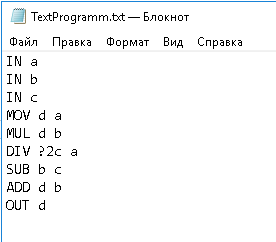 TextProgramm.txt — Блокнот
Файл Правка Формат Вид Справка
IN a
IN b
IN c
MOV d a
MUL d b
DIV ?2c a
SUB b c
ADD d b
OUT d